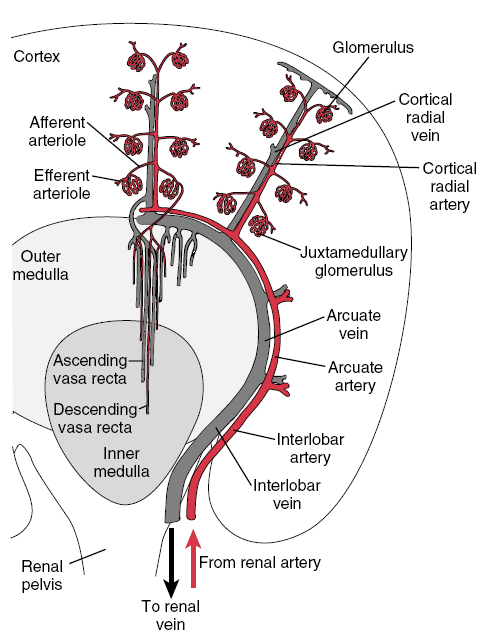 Glomerulus
Cortex
Cortical
radial
vein
Afferent
arteriole
Cortical
radial
artery
Efferent
arteriole
Juxtamedullary
glomerulus
Outer
medulla
Arcuate
vein
Ascending
vasa recta
Arcuate
artery
Descending
vasa recta
Interlobar
artery
Inner
medulla
Interlobar
vein
Renal
pelvis
From renal artery
To renal
vein